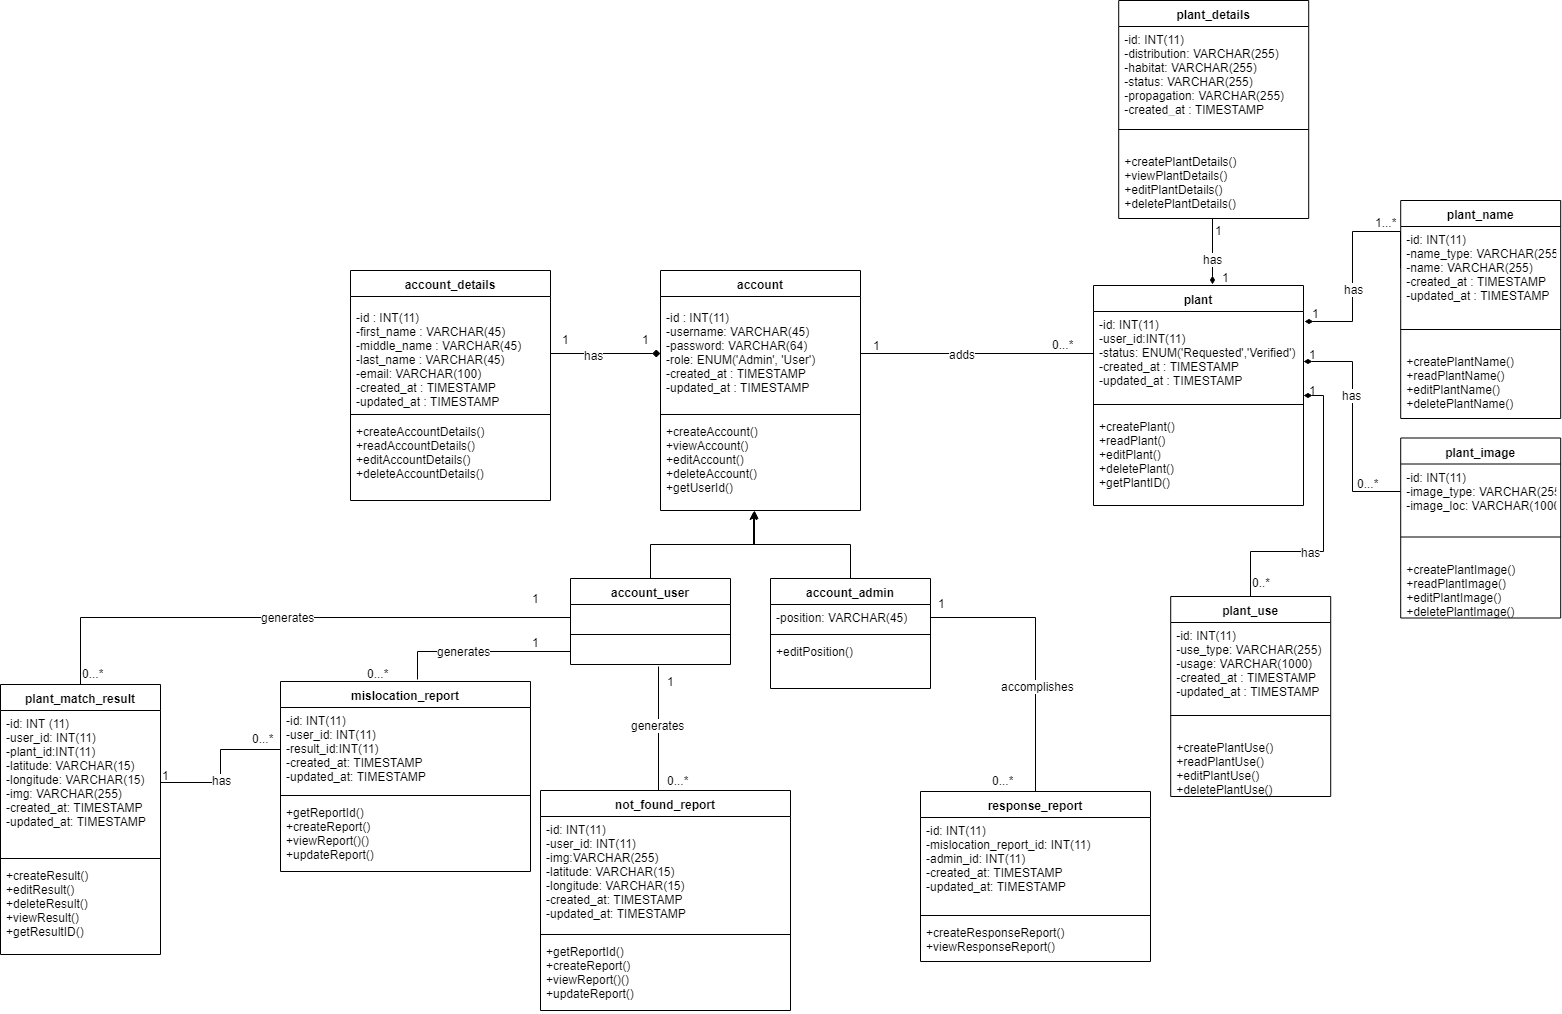 plant_details
-id: INT(11)
-distribution: VARCHAR(255)
-habitat: VARCHAR(255)
-status: VARCHAR(255)
-propagation: VARCHAR(255)
-created_at : TIMESTAMP
+createPlantDetails()
+viewPlantDetails()
+editPlantDetails()
+deletePlantDetails()
1
has
1
plant_name
-id: INT(11)
-name_type: VARCHAR(255
-name: VARCHAR(255)
-created_at : TIMESTAMP
-updated_at : TIMESTAMP
+createPlantName()
+readPlantName()
+editPlantName()
+deletePlantName()
1...*
has
1
account_details
-id : INT(11)
-first_name : VARCHAR(45)
-middle_name : VARCHAR(45)
-last_name : VARCHAR(45)
-email: VARCHAR(100)
-created_at : TIMESTAMP
-updated_at : TIMESTAMP
+createAccountDetails()
+readAccountDetails()
+editAccountDetails()
+deleteAccountDetails()
1
has
1
account
-id : INT(11)
-username: VARCHAR(45)
-password: VARCHAR(64)
-role: ENUM('Admin', 'User')
-created_at : TIMESTAMP
-updated_at : TIMESTAMP
+createAccount()
+viewAccount()
+editAccount()
+deleteAccount()
+getUserId()
1
adds
0...*
plant
-id: INT(11)
-user_id:INT(11)
-status: ENUM('Requested','Verified')
-created_at : TIMESTAMP
-updated_at : TIMESTAMP
+createPlant()
+readPlant()
+editPlant()
+deletePlant()
+getPlantID()
1
has
0...*
1
has
0..*
plant_image
-id: INT(11)
-image_type: VARCHAR(255
-image_loc: VARCHAR(1000
+createPlantImage()
+readPlantImage()
+editPlantImage()
+deletePlantImage()
plant_use
-id: INT(11)
-use_type: VARCHAR(255)
-usage: VARCHAR(1000)
-created_at : TIMESTAMP
-updated_at : TIMESTAMP
+createPlantUse()
+readPlantUse()
+editPlantUse()
+deletePlantUse()
account_user
account_admin
-position: VARCHAR(45)
+editPosition()
1
generates
0...*
1
generates
0...*
1
generates
0...*
1
accomplishes
0...*
plant_match_result
-id: INT (11)
-user_id: INT(11)
-plant_id:INT(11)
-latitude: VARCHAR(15)
-longitude: VARCHAR(15)
-img: VARCHAR(255)
-created_at: TIMESTAMP
-updated_at: TIMESTAMP
+createResult()
+editResult()
+deleteResult()
+viewResult()
+getResultID()
1
has
0...*
mislocation_report
-id: INT(11)
-user_id: INT(11)
-result_id:INT(11)
-created_at: TIMESTAMP
-updated_at: TIMESTAMP
+getReportId()
+createReport()
+viewReport()()
+updateReport()
not_found_report
-id: INT(11)
-user_id: INT(11)
-img:VARCHAR(255)
-latitude: VARCHAR(15)
-longitude: VARCHAR(15)
-created_at: TIMESTAMP
-updated_at: TIMESTAMP
+getReportId()
+createReport()
+viewReport()()
+updateReport()
response_report
-id: INT(11)
-mislocation_report_id: INT(11)
-admin_id: INT(11)
-created_at: TIMESTAMP
-updated_at: TIMESTAMP
+createResponseReport()
+viewResponseReport()